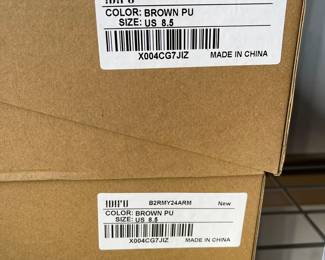 COLOR: BROWN PU
SIZE: US 8.5
X004CG7JIZ MADE IN CHINA
B2RMY24ARM New
COLOR: BROWN PU
SIZE: US 8.5
X004CG7JIZ MADE IN CHINA